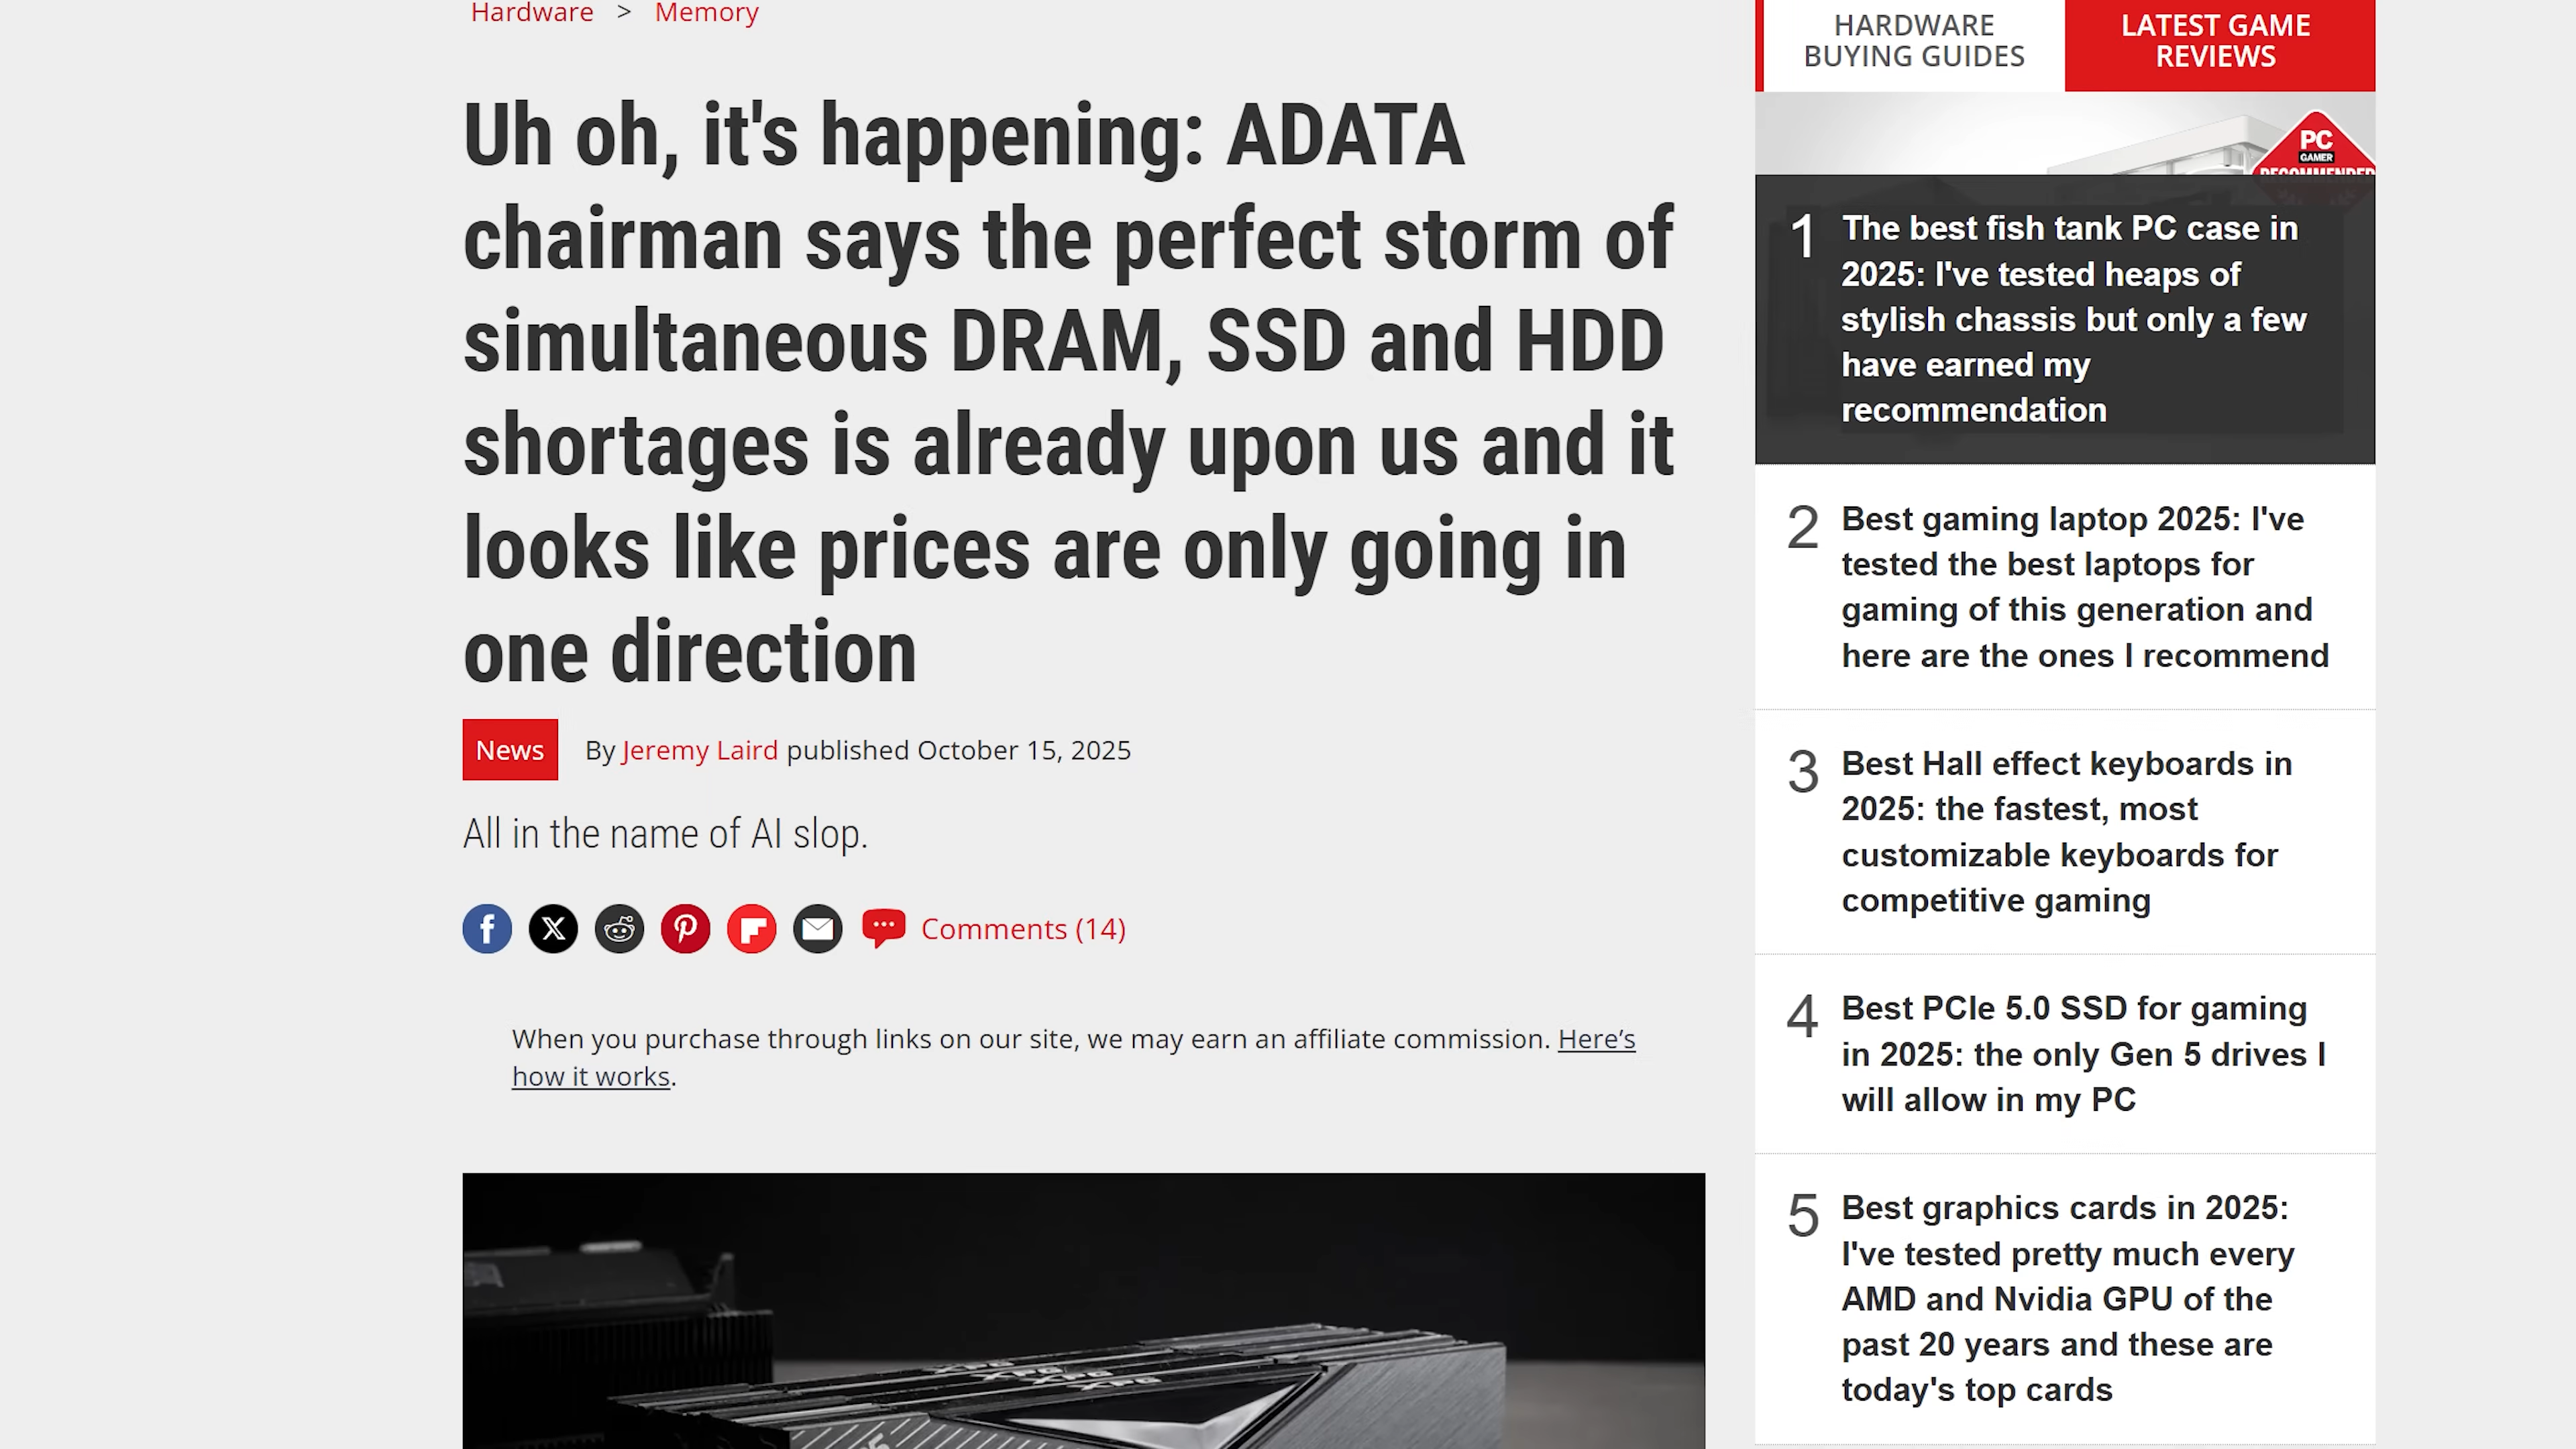 Hardware > Memory
Uh oh, it's happening: ADATA
chairman says the perfect storm of
simultaneous DRAM, SSD and HDD
shortages is already upon us and it
looks like prices are only going in
one direction
News By Jeremy Laird published October 15, 2025
All in the name of AI slop.
Comments (14)
When you purchase through links on our site, we may earn an affiliate commission. Here’s
how it works.
XPG
XPG
XPG
XPG
HARDWARE
BUYING GUIDES
LATEST GAME
REVIEWS
PC
GAMER
RECOMMENDED
1 The best fish tank PC case in
2025: I've tested heaps of
stylish chassis but only a few
have earned my
recommendation
2 Best gaming laptop 2025: I've
tested the best laptops for
gaming of this generation and
here are the ones I recommend
3 Best Hall effect keyboards in
2025: the fastest, most
customizable keyboards for
competitive gaming
4 Best PCIe 5.0 SSD for gaming
in 2025: the only Gen 5 drives I
will allow in my PC
5 Best graphics cards in 2025:
I've tested pretty much every
AMD and Nvidia GPU of the
past 20 years and these are
today's top cards